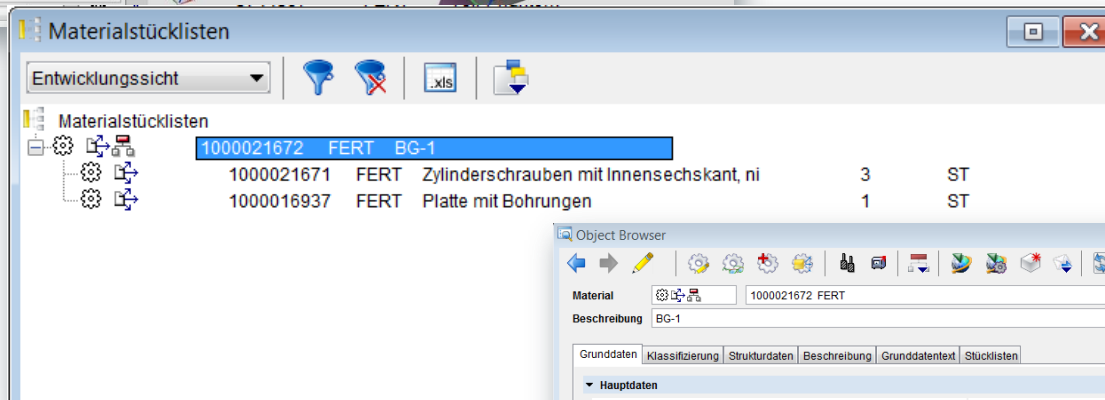 Materialstücklisten
Entwicklungssicht
.xls
Materialstücklisten
1000021672 FERT BG-1
1000021671 FERT Zylinderschrauben mit Innensechskant, ni 3 ST
1000016937 FERT Platte mit Bohrungen 1 ST
Object Browser
Material 1000021672 FERT
Beschreibung BG-1
Grunddaten Klassifizierung Strukturdaten Beschreibung Grunddatentext Stücklisten
Hauptdaten